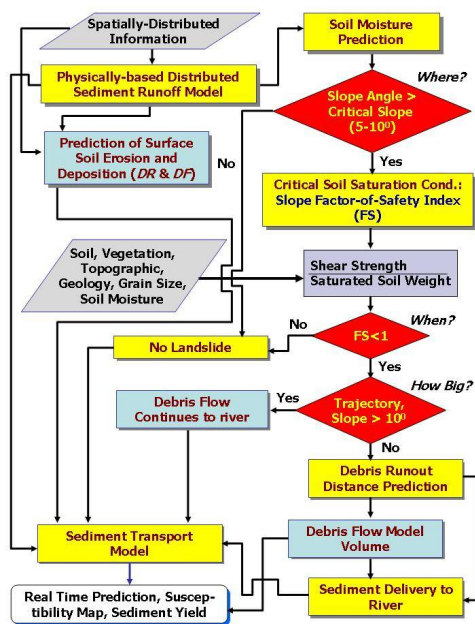 Spatially-Distributed
Information
Soil Moisture
Prediction
Physically-based Distributed
Sediment Runoff Model
Where?
Slope Angle >
Critical Slope
(5-10⁰)
Prediction of Surface
Soil Erosion and
Deposition (DR & DF)
No
Yes
Critical Soil Saturation Cond.:
Slope Factor-of-Safety Index
(FS)
Soil, Vegetation,
Topographic,
Geology, Grain Size,
Soil Moisture
Shear Strength
Saturated Soil Weight
When?
No
FS<1
No Landslide
Yes
How Big?
Debris Flow
Continues to river
Yes
Trajectory,
Slope > 10⁰
No
Debris Runout
Distance Prediction
Sediment Transport
Model
Debris Flow Model
Volume
Real Time Prediction, Suscep-
tibility Map, Sediment Yield
Sediment Delivery to
River